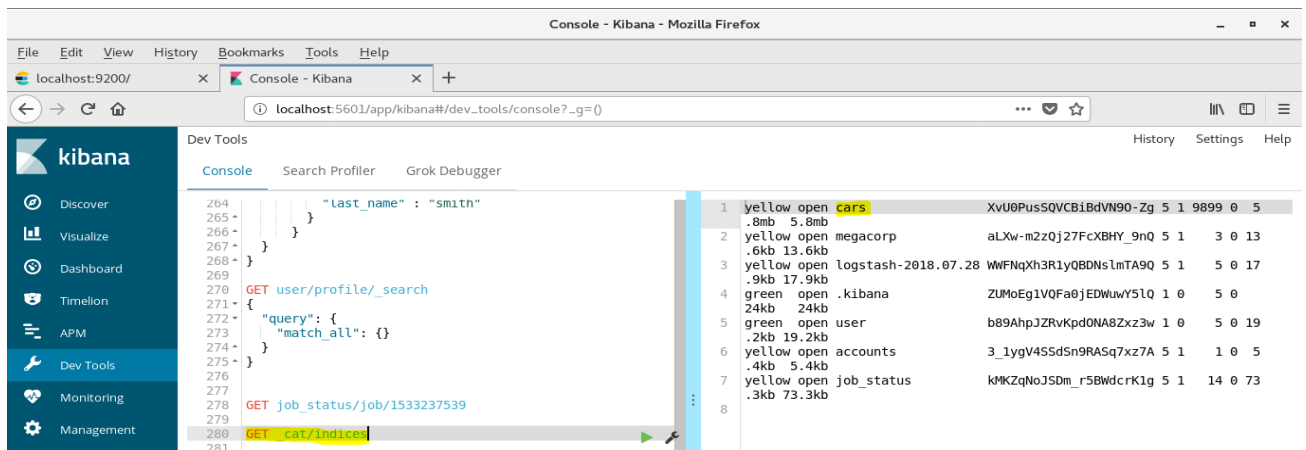 Console - Kibana - Mozilla Firefox
File Edit View History Bookmarks Tools Help
localhost:9200/ Console - Kibana
localhost:5601/app/kibana#/dev_tools/console?_g=()
kibana
Discover
Visualize
Dashboard
Timelion
APM
Dev Tools
Monitoring
Management
Dev Tools History Settings Help
Console Search Profiler Grok Debugger
264 "last_name" : "smith"
265 }
266 }
267 }
268 }
269
270 GET user/profile/_search
271 {
272 "query": {
273 "match_all": {}
274 }
275 }
276
277
278 GET job_status/job/1533237539
279
280 GET _cat/indices
281
1 yellow open cars XvU0PusSQVCBiBdVN9O-Zg 5 1 9899 0 5
.8mb 5.8mb
2 yellow open megacorp aLXw-m2zQj27FcXBHY_9nQ 5 1 3 0 13
.6kb 13.6kb
3 yellow open logstash-2018.07.28 WWFNqXh3R1yQBDNslmTA9Q 5 1 5 0 17
.9kb 17.9kb
4 green open .kibana ZUMoEg1VQFa0jEDWuwY5lQ 1 0 5 0
24kb 24kb
5 green open user b89AhpJZRvKpdONA8Zxz3w 1 0 5 0 19
.2kb 19.2kb
6 yellow open accounts 3_1ygV4SSdSn9RASq7xz7A 5 1 1 0 5
.4kb 5.4kb
7 yellow open job_status kMKZqNoJSDm_r5BWdcrK1g 5 1 14 0 73
.3kb 73.3kb
8